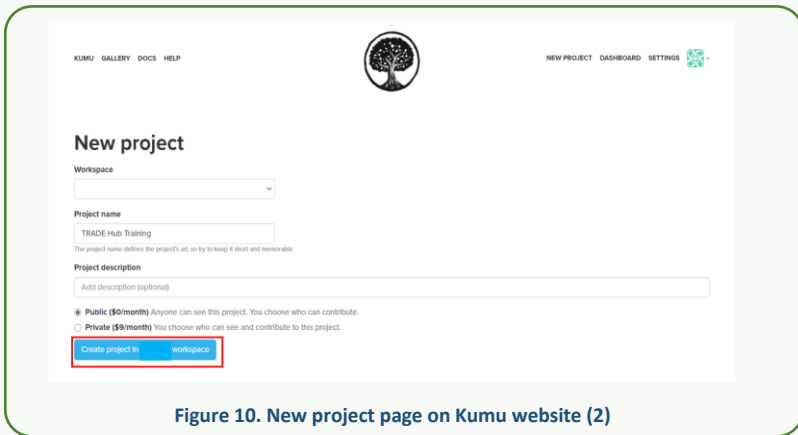 KUMU GALLERY DOCS HELP
NEW PROJECT DASHBOARD SETTINGS
New project
Workspace
Project name
TRADE Hub Training
The project name defines the project's url, so try to keep it short and memorable.
Project description
Add description (optional)
Public ($0/month) Anyone can see this project. You choose who can contribute.
Private ($9/month) You choose who can see and contribute to this project.
Create project in workspace
Figure 10. New project page on Kumu website (2)